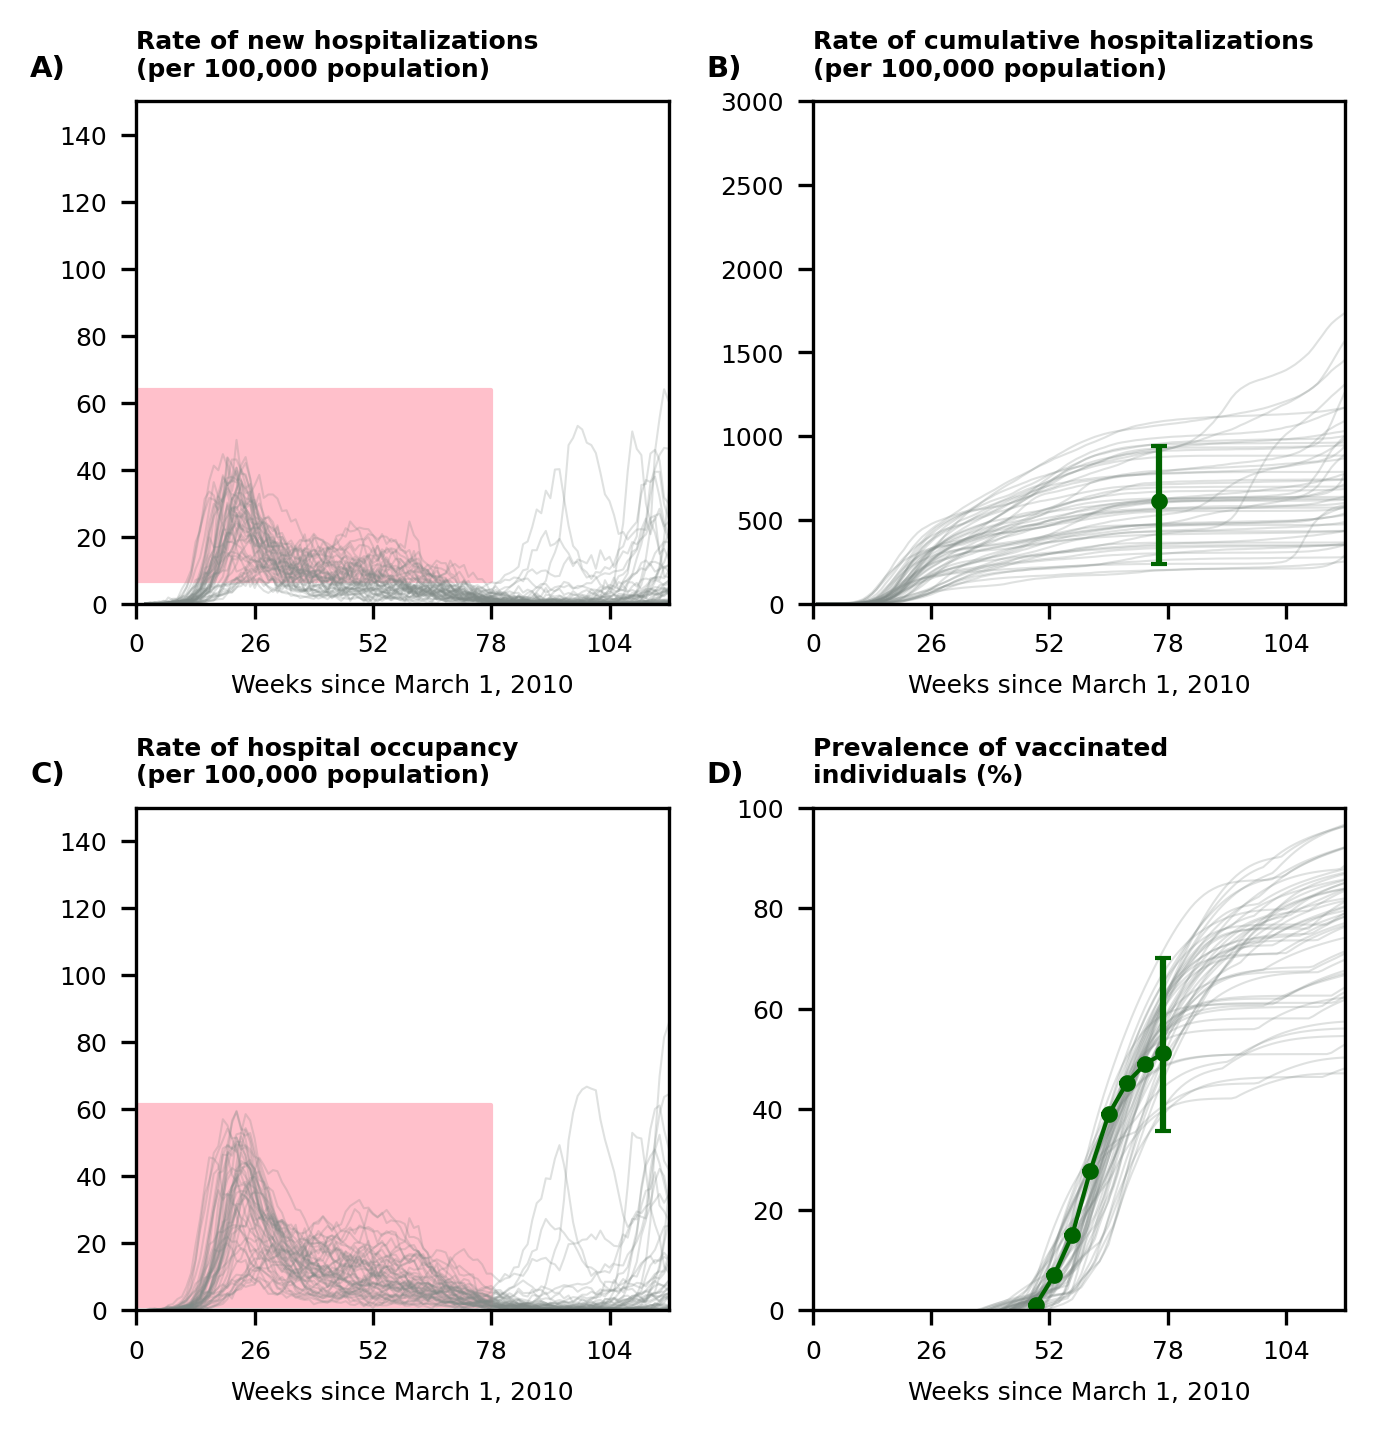 A)
Rate of new hospitalizations
(per 100,000 population)
140
120
100
80
60
40
20
0
0 26 52 78 104
Weeks since March 1, 2010
B)
Rate of cumulative hospitalizations
(per 100,000 population)
3000
2500
2000
1500
1000
500
0
0 26 52 78 104
Weeks since March 1, 2010
C)
Rate of hospital occupancy
(per 100,000 population)
140
120
100
80
60
40
20
0
0 26 52 78 104
Weeks since March 1, 2010
D)
Prevalence of vaccinated
individuals (%)
100
80
60
40
20
0
0 26 52 78 104
Weeks since March 1, 2010